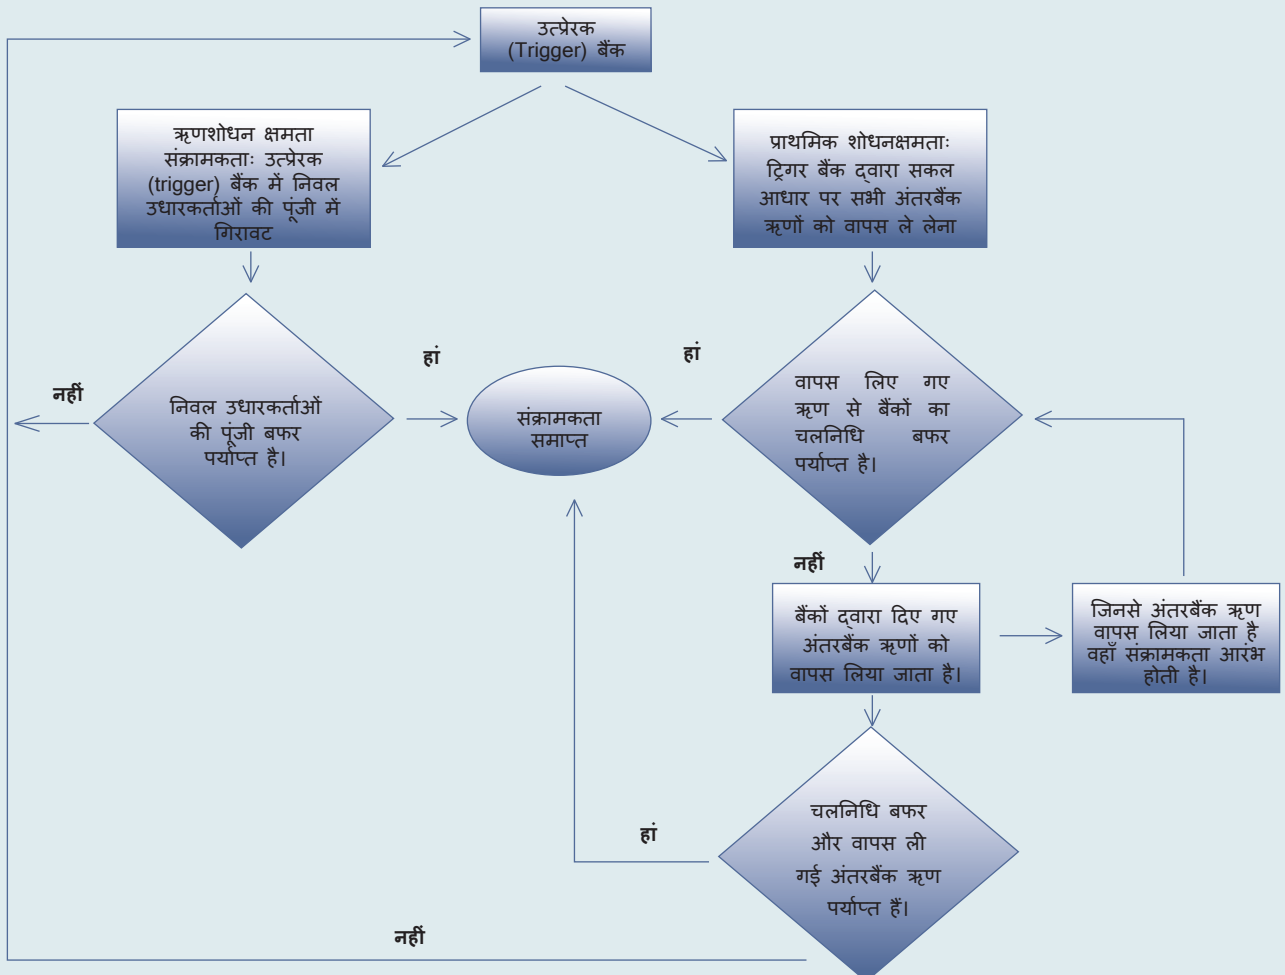 उत्प्रेरक
(Trigger) बैंक
ऋणशोधन क्षमता
संक्रामकताः उत्प्रेरक
(trigger) बैंक में निवल
उधारकर्ताओं की पूंजी में
गिरावट
प्राथमिक शोधनक्षमताः
ट्रिगर बैंक द्वारा सकल
आधार पर सभी अंतरबैंक
ऋणों को वापस ले लेना
नहीं
निवल उधारकर्ताओं
की पूंजी बफर
पर्याप्त है।
हां
संक्रामकता
समाप्त
हां
वापस लिए गए
ऋण से बैंकों का
चलनिधि बफर
पर्याप्त है।
नहीं
बैंकों द्वारा दिए गए
अंतरबैंक ऋणों को
वापस लिया जाता है।
जिनसे अंतरबैंक ऋण
वापस लिया जाता है
वहाँ संक्रामकता आरंभ
होती है।
हां
चलनिधि बफर
और वापस ली
गई अंतरबैंक ऋण
पर्याप्त हैं।
नहीं